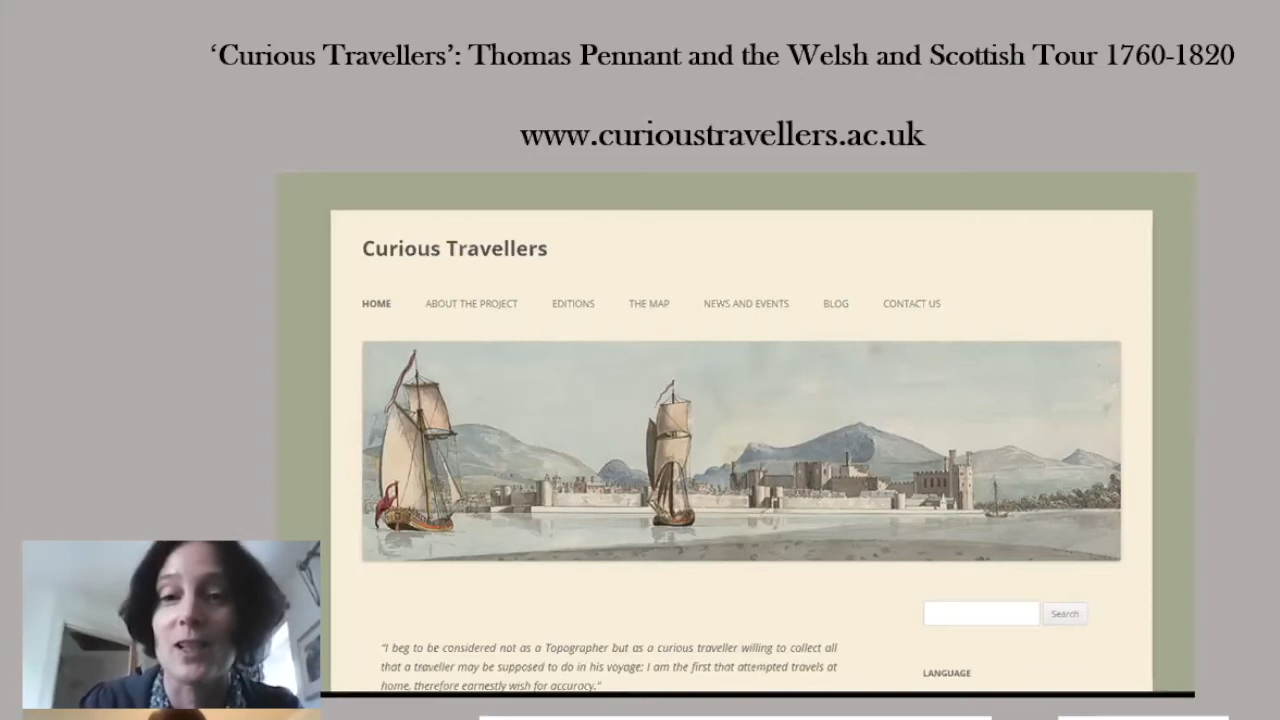 ‘Curious Travellers’: Thomas Pennant and the Welsh and Scottish Tour 1760-1820
www.curioustravellers.ac.uk
Curious Travellers
HOME ABOUT THE PROJECT EDITIONS THE MAP NEWS AND EVENTS BLOG CONTACT US
Search
“I beg to be considered not as a Topographer but as a curious traveller willing to collect all
that a traveller may be supposed to do in his voyage; I am the first that attempted travels at
home, therefore earnestly wish for accuracy.”
LANGUAGE